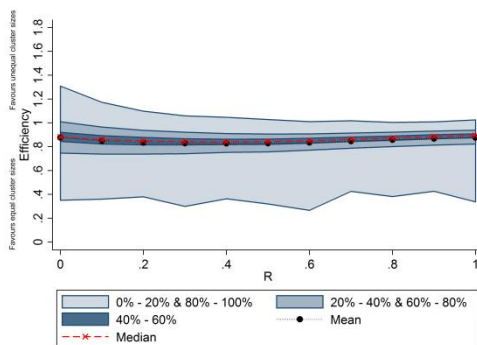 Favours unequal cluster sizes
Favours equal cluster sizes
Efficiency
1.8
1.6
1.4
1.2
1
.8
.6
.4
.2
0
0
.2
.4
.6
.8
1
R
0% - 20% & 80% - 100%
20% - 40% & 60% - 80%
40% - 60%
Mean
Median